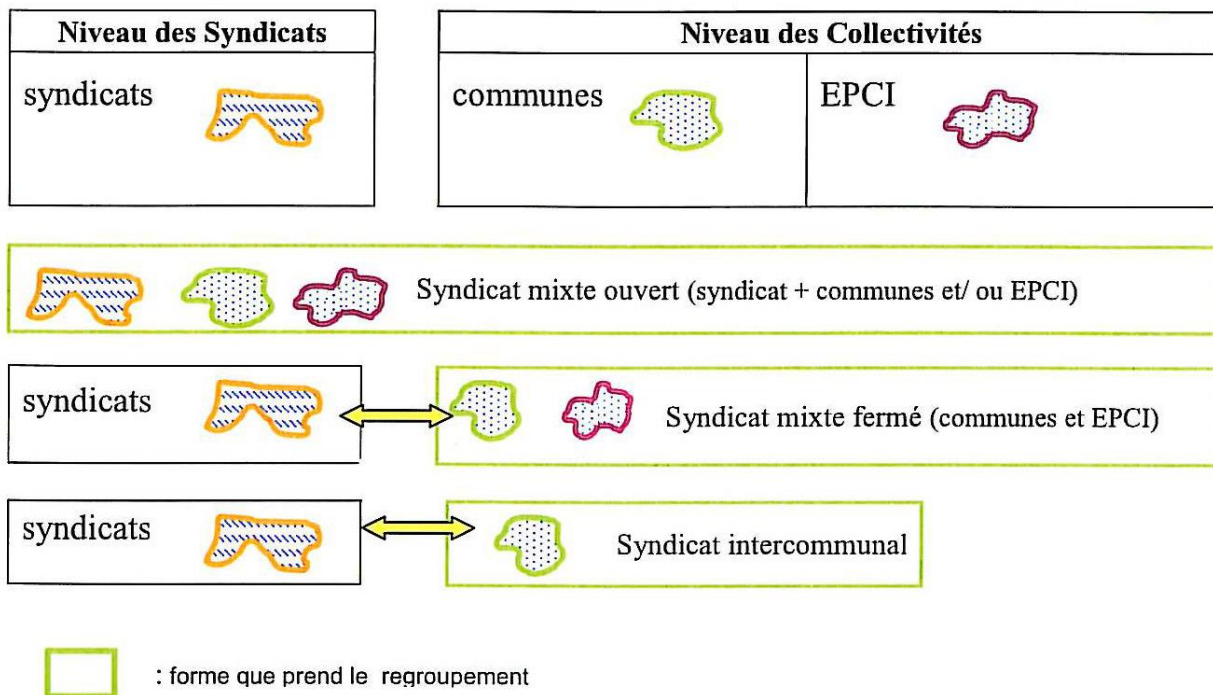 Niveau des Syndicats
Niveau des Collectivités
syndicats
communes
EPCI
Syndicat mixte ouvert (syndicat + communes et/ ou EPCI)
syndicats
Syndicat mixte fermé (communes et EPCI)
syndicats
Syndicat intercommunal
: forme que prend le regroupement